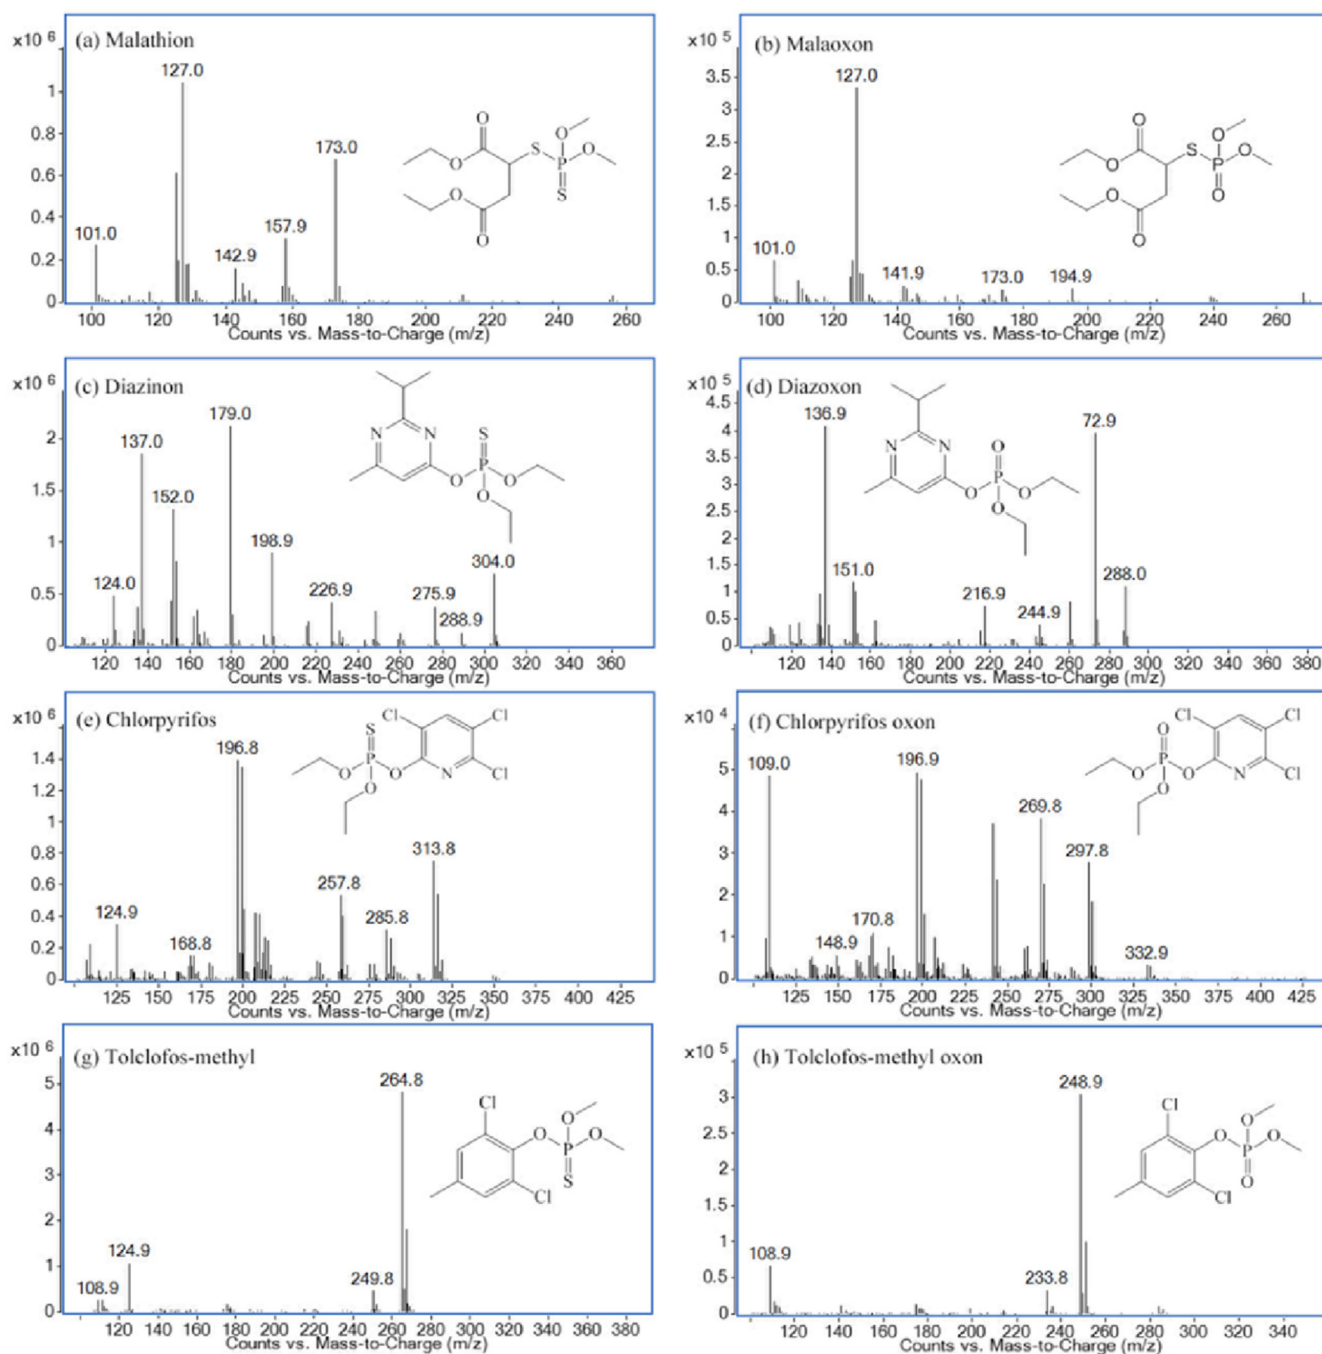 (a) Malathion
x10 6
1
0.8
0.6
0.4
0.2
0
101.0
127.0
142.9
157.9
173.0
100 120 140 160 180 200 220 240 260
Counts vs. Mass-to-Charge (m/z)
O O S P O O S O O
(b) Malaoxon
x10 5
3.5
3
2.5
2
1.5
1
0.5
0
101.0
127.0
141.9
173.0
194.9
100 120 140 160 180 200 220 240 260
Counts vs. Mass-to-Charge (m/z)
O O S P O O O O O
(c) Diazinon
x10 6
2
1.5
1
0.5
0
124.0
137.0
152.0
179.0
198.9
226.9
275.9
288.9
304.0
120 140 160 180 200 220 240 260 280 300 320 340 360
Counts vs. Mass-to-Charge (m/z)
N N O P S O O
(d) Diazoxon
x10 5
4.5
4
3.5
3
2.5
2
1.5
1
0.5
0
136.9
151.0
216.9
244.9
72.9
288.0
120 140 160 180 200 220 240 260 280 300 320 340 360 380
Counts vs. Mass-to-Charge (m/z)
N N O P O O O
(e) Chlorpyrifos
x10 6
1.6
1.4
1.2
1
0.8
0.6
0.4
0.2
0
124.9
168.8
196.8
257.8
285.8
313.8
125 150 175 200 225 250 275 300 325 350 375 400 425
Counts vs. Mass-to-Charge (m/z)
S Cl Cl Cl N O P O O
(f) Chlorpyrifos oxon
x10 4
5
4
3
2
1
0
109.0
148.9
170.8
196.9
269.8
297.8
332.9
125 150 175 200 225 250 275 300 325 350 375 400 425
Counts vs. Mass-to-Charge (m/z)
O Cl Cl Cl N O P O O
(g) Tolclofos-methyl
x10 6
5
4
3
2
1
0
108.9
124.9
249.8
264.8
120 140 160 180 200 220 240 260 280 300 320 340 360 380
Counts vs. Mass-to-Charge (m/z)
Cl O P O O S Cl
(h) Tolclofos-methyl oxon
x10 5
3
2.5
2
1.5
1
0.5
0
108.9
233.8
248.9
120 140 160 180 200 220 240 260 280 300 320 340
Counts vs. Mass-to-Charge (m/z)
Cl O P O O O Cl